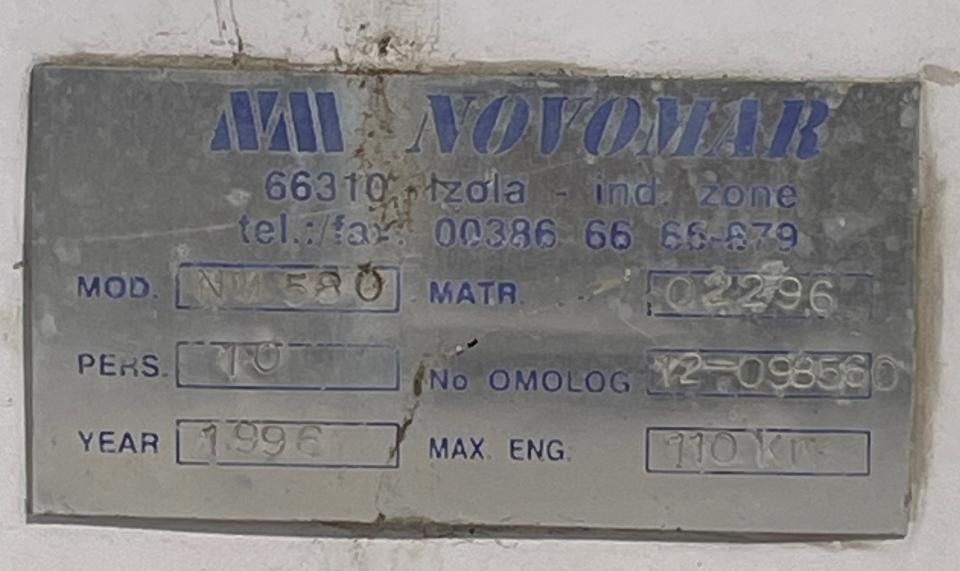 NM NOVOMAR
66310 - Izola - ind. zone
tel.:/fax: 00386 66 66-879
MOD. NM 580 MATR. 02296
PERS. 10 No OMOLOG 12-098560
YEAR 1996 MAX. ENG. 110